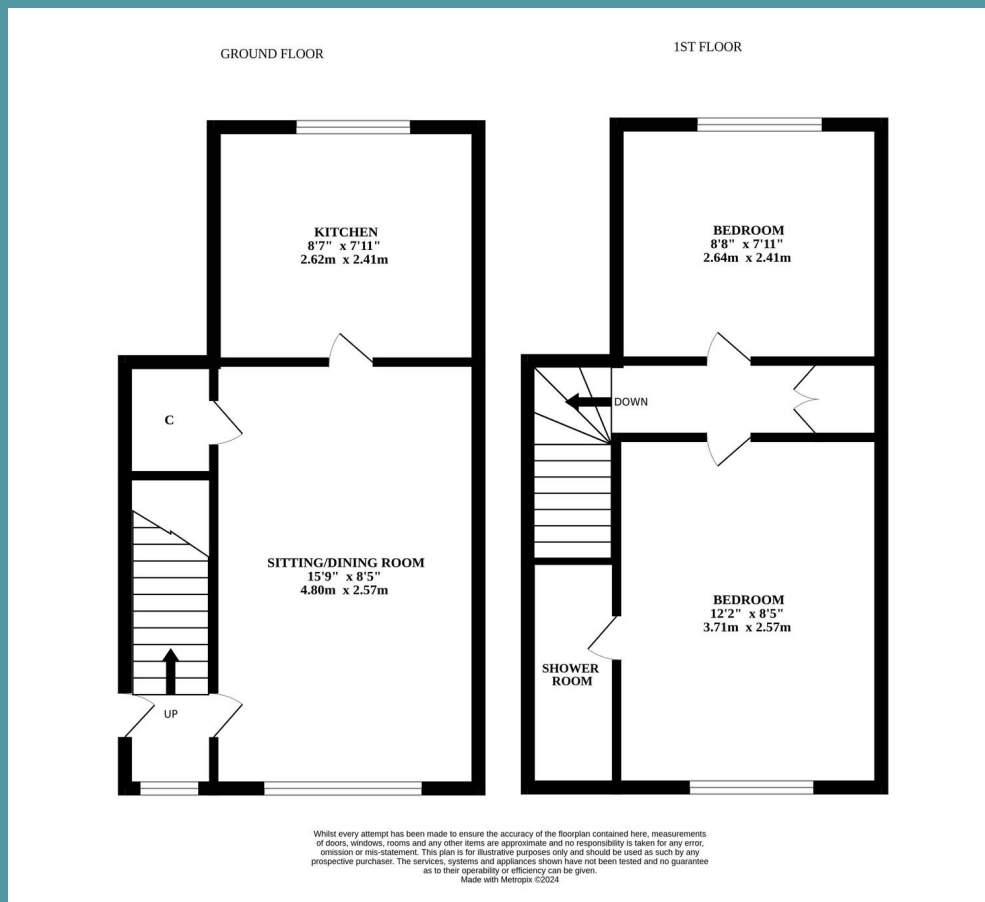 GROUND FLOOR
1ST FLOOR
KITCHEN
8'7" x 7'11"
2.62m x 2.41m
BEDROOM
8'8" x 7'11"
2.64m x 2.41m
C
DOWN
SITTING/DINING ROOM
15'9" x 8'5"
4.80m x 2.57m
BEDROOM
12'2" x 8'5"
3.71m x 2.57m
SHOWER
ROOM
UP
Whilst every attempt has been made to ensure the accuracy of the floorplan contained here, measurements
of doors, windows, rooms and any other items are approximate and no responsibility is taken for any error,
omission or mis-statement. This plan is for illustrative purposes only and should be used as such by any
prospective purchaser. The services, systems and appliances shown have not been tested and no guarantee
as to their operability or efficiency can be given.
Made with Metropix ©2024